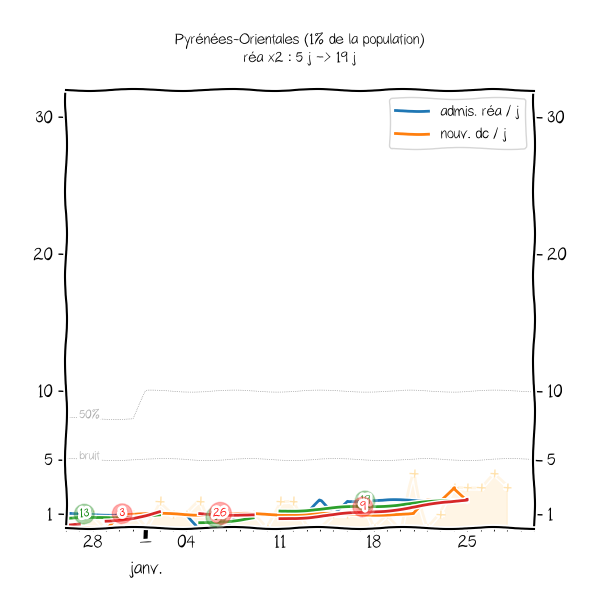 Pyrénées-Orientales (1% de la population)
réa x2 : 5 j -> 19 j
admis. réa / j
nouv. dc / j
30 30
20 20
10 10
50%
5 bruit 5
13 3 26
1 1
28 04 11 18 25
janv.